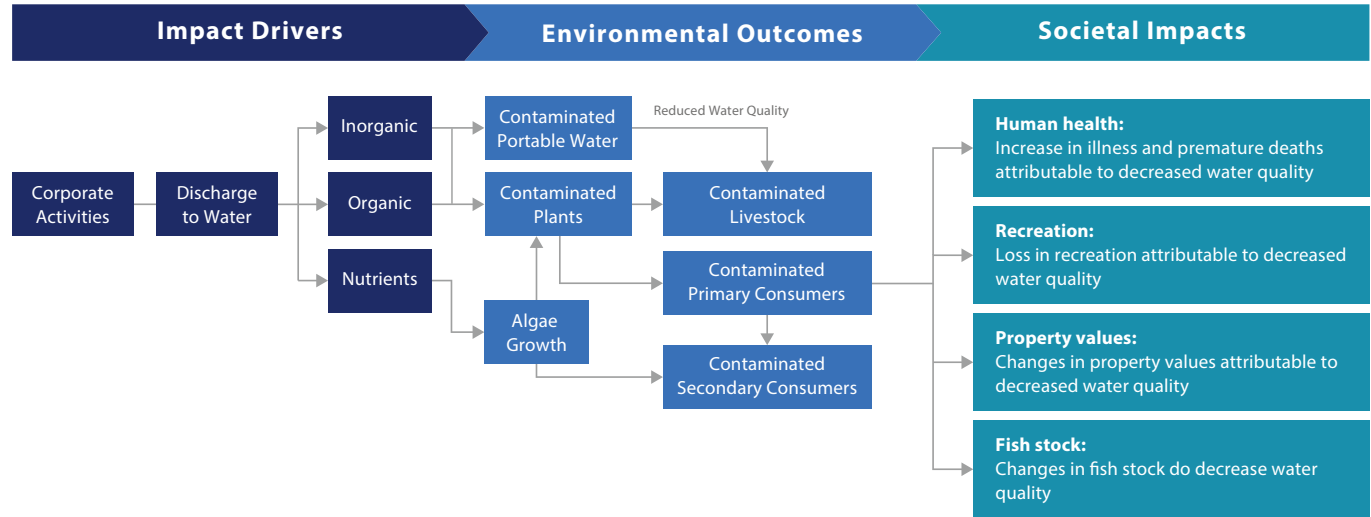 Impact Drivers
Environmental Outcomes
Societal Impacts
Corporate
Activities
Discharge
to Water
Inorganic
Organic
Nutrients
Contaminated
Portable Water
Reduced Water Quality
Contaminated
Plants
Contaminated
Livestock
Algae
Growth
Contaminated
Primary Consumers
Contaminated
Secondary Consumers
Human health:
Increase in illness and premature deaths
attributable to decreased water quality
Recreation:
Loss in recreation attributable to decreased
water quality
Property values:
Changes in property values attributable to
decreased water quality
Fish stock:
Changes in fish stock do decrease water
quality